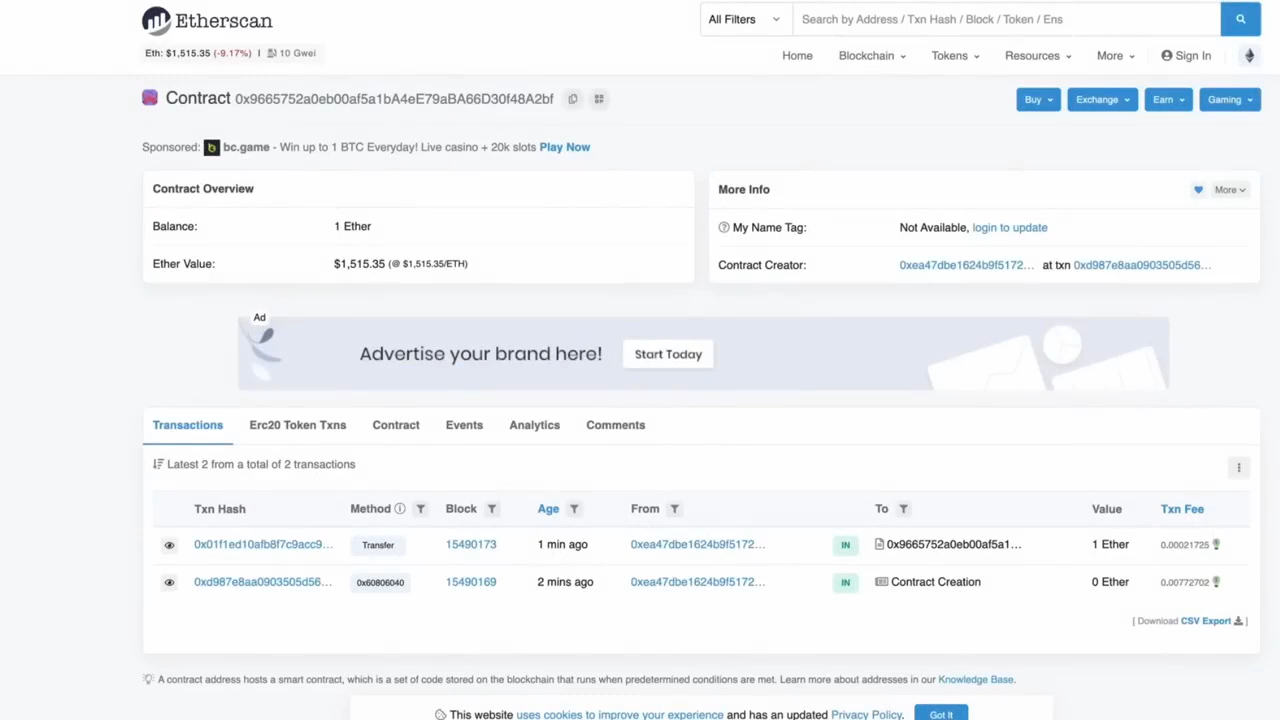 Etherscan
All Filters
Search by Address / Txn Hash / Block / Token / Ens
Eth: $1,515.35 (-9.17%) | 10 Gwei
Home Blockchain Tokens Resources More Sign In
Contract 0x9665752a0eb00af5a1bA4eE79aBA66D30f48A2bf
Buy Exchange Earn Gaming
Sponsored: bc.game - Win up to 1 BTC Everyday! Live casino + 20k slots Play Now
Contract Overview
Balance: 1 Ether
Ether Value: $1,515.35 (@ $1,515.35/ETH)
More Info
More
My Name Tag: Not Available, login to update
Contract Creator: 0xea47dbe1624b9f5172... at txn 0xd987e8aa0903505d56...
Ad
Advertise your brand here! Start Today
Transactions Erc20 Token Txns Contract Events Analytics Comments
Latest 2 from a total of 2 transactions
Txn Hash Method Block Age From To Value Txn Fee
0x01f1ed10afb8f7c9acc9... Transfer 15490173 1 min ago 0xea47dbe1624b9f5172... IN 0x9665752a0eb00af5a1... 1 Ether 0.00021725
0xd987e8aa0903505d56... 0x60806040 15490169 2 mins ago 0xea47dbe1624b9f5172... IN Contract Creation 0 Ether 0.00772702
[ Download CSV Export ]
A contract address hosts a smart contract, which is a set of code stored on the blockchain that runs when predetermined conditions are met. Learn more about addresses in our Knowledge Base.
This website uses cookies to improve your experience and has an updated Privacy Policy. Got It